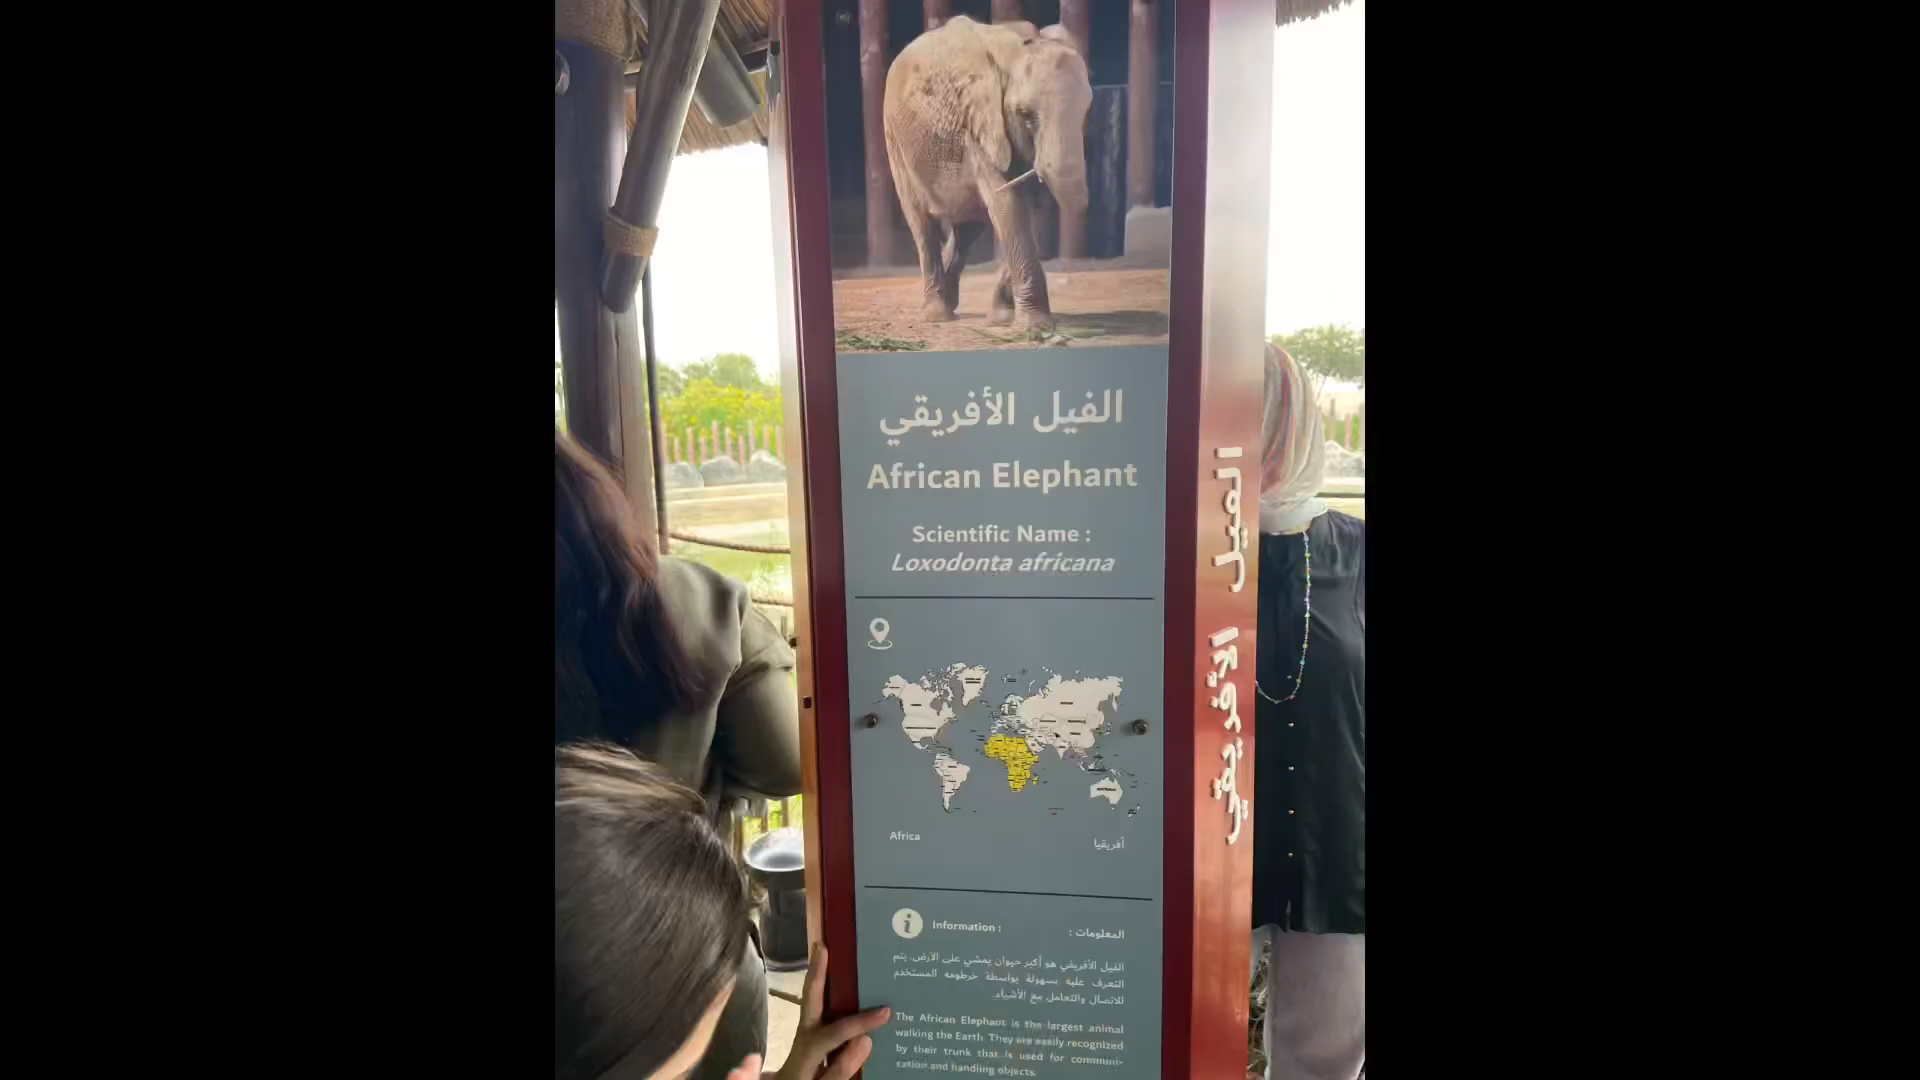 الفيل الأفريقي
African Elephant
Scientific Name :
Loxodonta africana
Africa
أفريقيا
Information :
المعلومات :
الفيل الأفريقي هو أكبر حيوان يمشي على الأرض. يتم
التعرف عليه بسهولة بواسطة خرطومه المستخدم
للاتصال والتعامل مع الأشياء.
The African Elephant is the largest animal
walking the Earth. They are easily recognized
by their trunk that is used for communi-
cation and handling objects.
الفيل الأفريقي